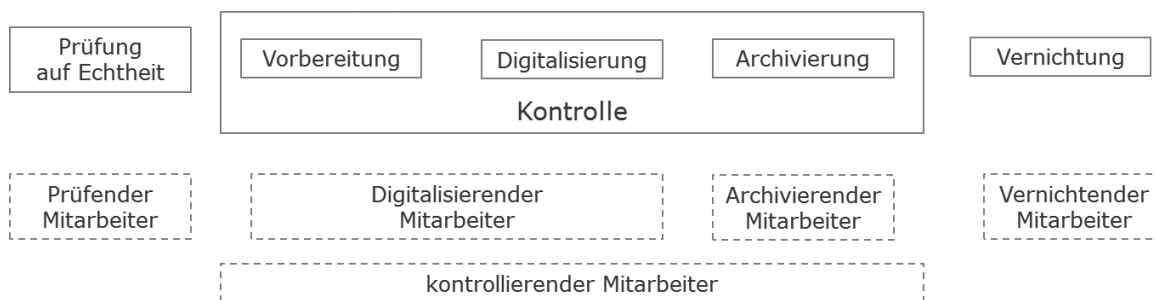 Prüfung
auf Echtheit
Vorbereitung
Digitalisierung
Archivierung
Vernichtung
Kontrolle
Prüfender
Mitarbeiter
Digitalisierender
Mitarbeiter
Archivierender
Mitarbeiter
Vernichtender
Mitarbeiter
kontrollierender Mitarbeiter